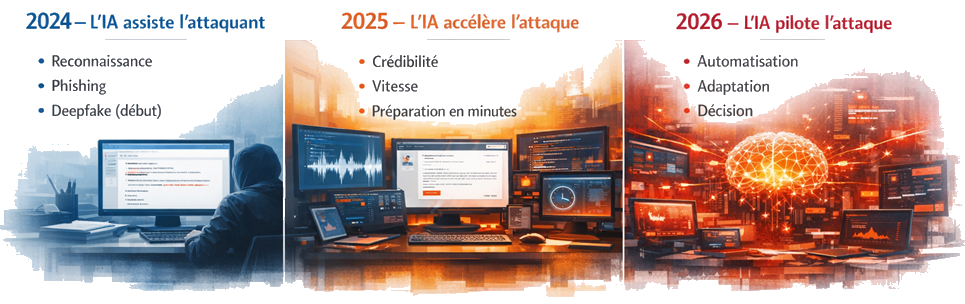 2024 – L’IA assiste l’attaquant
• Reconnaissance
• Phishing
• Deepfake (début)
2025 – L’IA accélère l’attaque
• Crédibilité
• Vitesse
• Préparation en minutes
2026 – L’IA pilote l’attaque
• Automatisation
• Adaptation
• Décision